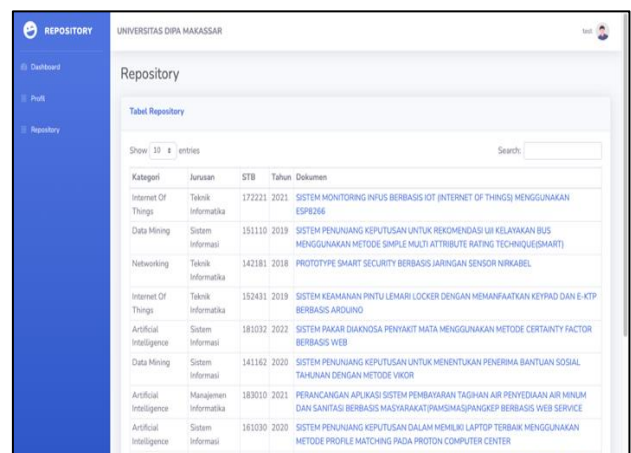 REPOSITORY
UNIVERSITAS DIPA MAKASSAR
test
Dashboard
Profil
Repository
Repository
Tabel Repository
Show 10 entries
Search:
Kategori Jurusan STB Tahun Dokumen
Internet Of Things Teknik Informatika 172221 2021 SISTEM MONITORING INFUS BERBASIS IOT (INTERNET OF THINGS) MENGGUNAKAN
ESP8266
Data Mining Sistem Informasi 151110 2019 SISTEM PENUNJANG KEPUTUSAN UNTUK REKOMENDASI UJI KELAYAKAN BUS
MENGGUNAKAN METODE SIMPLE MULTI ATTRIBUTE RATING TECHNIQUE(SMART)
Networking Teknik Informatika 142181 2018 PROTOTYPE SMART SECURITY BERBASIS JARINGAN SENSOR NIRKABEL
Internet Of Things Teknik Informatika 152431 2019 SISTEM KEAMANAN PINTU LEMARI LOCKER DENGAN MEMANFAATKAN KEYPAD DAN E-KTP
BERBASIS ARDUINO
Artificial Intelligence Sistem Informasi 181032 2022 SISTEM PAKAR DIAKNOSA PENYAKIT MATA MENGGUNAKAN METODE CERTAINTY FACTOR
BERBASIS WEB
Data Mining Sistem Informasi 141162 2020 SISTEM PENUNJANG KEPUTUSAN UNTUK MENENTUKAN PENERIMA BANTUAN SOSIAL
TAHUNAN DENGAN METODE VIKOR
Artificial Intelligence Manajemen Informatika 183010 2021 PERANCANGAN APLIKASI SISTEM PEMBAYARAN TAGIHAN AIR PENYEDIAAN AIR MINUM
DAN SANITASI BERBASIS MASYARAKAT(PAMSIMAS)PANGKEP BERBASIS WEB SERVICE
Artificial Intelligence Sistem Informasi 161030 2020 SISTEM PENUNJANG KEPUTUSAN DALAM MEMILIKI LAPTOP TERBAIK MENGGUNAKAN
METODE PROFILE MATCHING PADA PROTON COMPUTER CENTER